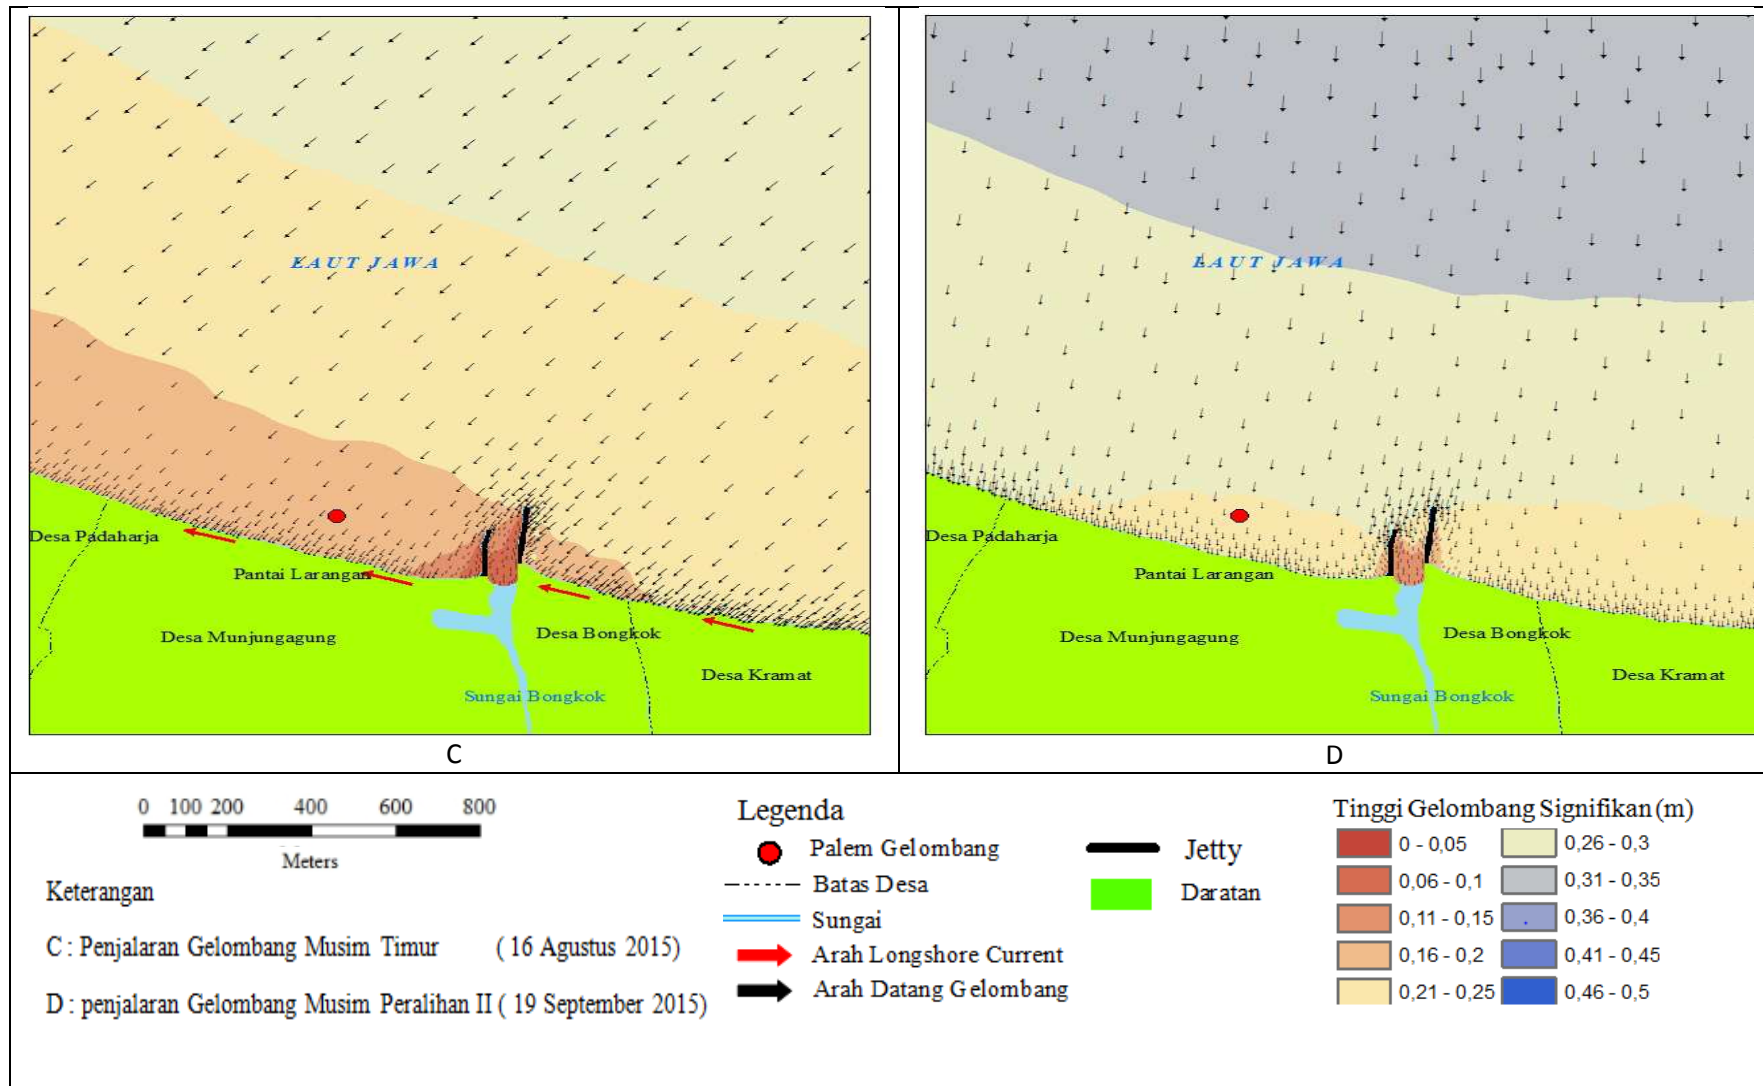 LAUT JAWA
Desa Padaharja
Pantai Larangan
Desa Munjungagung
Desa Bongkok
Desa Kramat
Sungai Bongkok
C
LAUT JAWA
Desa Padaharja
Pantai Larangan
Desa Munjungagung
Desa Bongkok
Desa Kramat
Sungai Bongkok
D
0 100 200 400 600 800
Meters
Keterangan
C : Penjalaran Gelombang Musim Timur ( 16 Agustus 2015)
D : penjalaran Gelombang Musim Peralihan II ( 19 September 2015)
Legenda
Palem Gelombang
Batas Desa
Sungai
Arah Longshore Current
Arah Datang Gelombang
Jetty
Daratan
Tinggi Gelombang Signifikan (m)
0 - 0,05
0,06 - 0,1
0,11 - 0,15
0,16 - 0,2
0,21 - 0,25
0,26 - 0,3
0,31 - 0,35
0,36 - 0,4
0,41 - 0,45
0,46 - 0,5